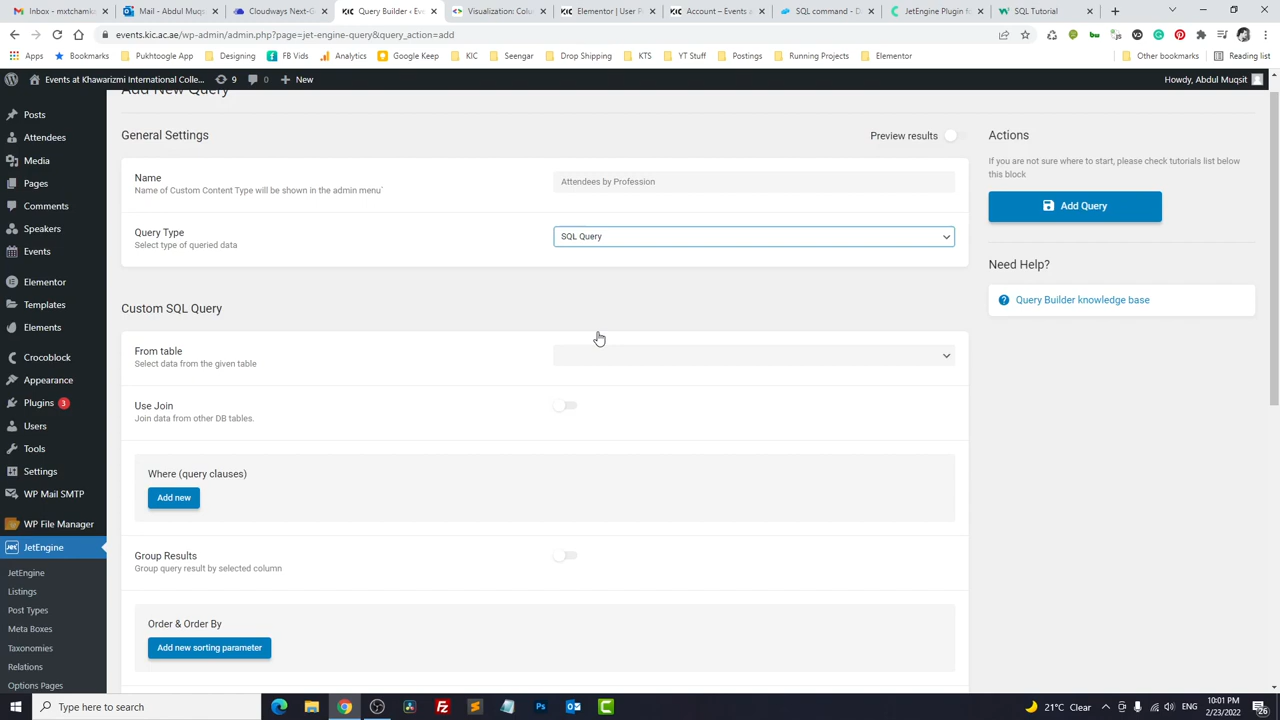 Inbox (2,382) - ab
Cloudways Next-G
Query Builder ‹ Ev
Visualization: Colu
Elementor | User R
Account – Events a
SQL command - D
JetEngine Plugin fo
SQL Tutorial
events.kic.ac.ae/wp-admin/admin.php?page=jet-engine-query&query_action=add
Apps
Bookmarks
Pukhtoogle App
Designing
FB Vids
Analytics
Google Keep
KIC
Seengar
Drop Shipping
KTS
YT Stuff
Postings
Running Projects
Elementor
Other bookmarks
Reading list
Events at Khawarizmi International Colle...
9
0
New
Howdy, Abdul Muqsit
Posts
Attendees
Media
Pages
Comments
Speakers
Events
Elementor
Templates
Elements
Crocoblock
Appearance
Plugins 3
Users
Tools
Settings
WP Mail SMTP
WP File Manager
JetEngine
JetEngine
Listings
Post Types
Meta Boxes
Taxonomies
Relations
Options Pages
Add New Query
General Settings
Preview results
Name
Name of Custom Content Type will be shown in the admin menu`
Attendees by Profession
Query Type
Select type of queried data
SQL Query
Custom SQL Query
From table
Select data from the given table
Use Join
Join data from other DB tables.
Where (query clauses)
Add new
Group Results
Group query result by selected column
Order & Order By
Add new sorting parameter
Actions
If you are not sure where to start, please check tutorials list below
this block
Add Query
Need Help?
Query Builder knowledge base
Type here to search
21°C Clear
10:01 PM
2/23/2022
26